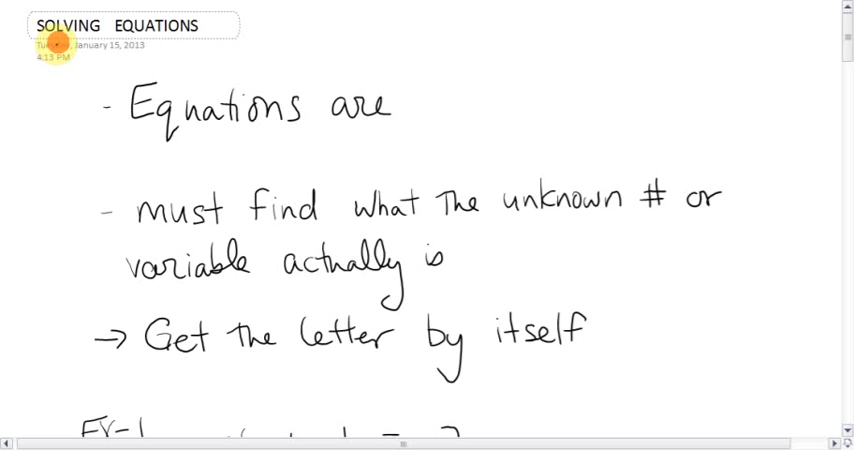 SOLVING EQUATIONS
Tuesday, January 15, 2013
4:13 PM
- Equations are
- must find what the unknown # or
variable actually is
→ Get the letter by itself